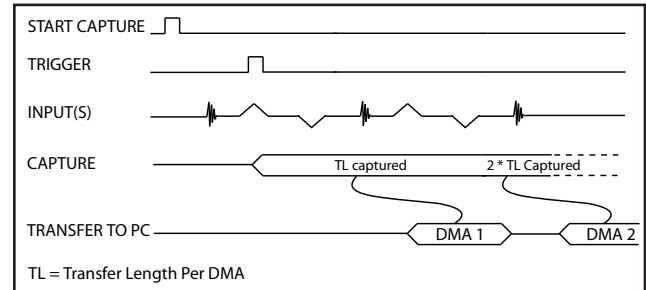 START CAPTURE
TRIGGER
INPUT(S)
CAPTURE
TL captured
2 * TL Captured
TRANSFER TO PC
DMA 1
DMA 2
TL = Transfer Length Per DMA